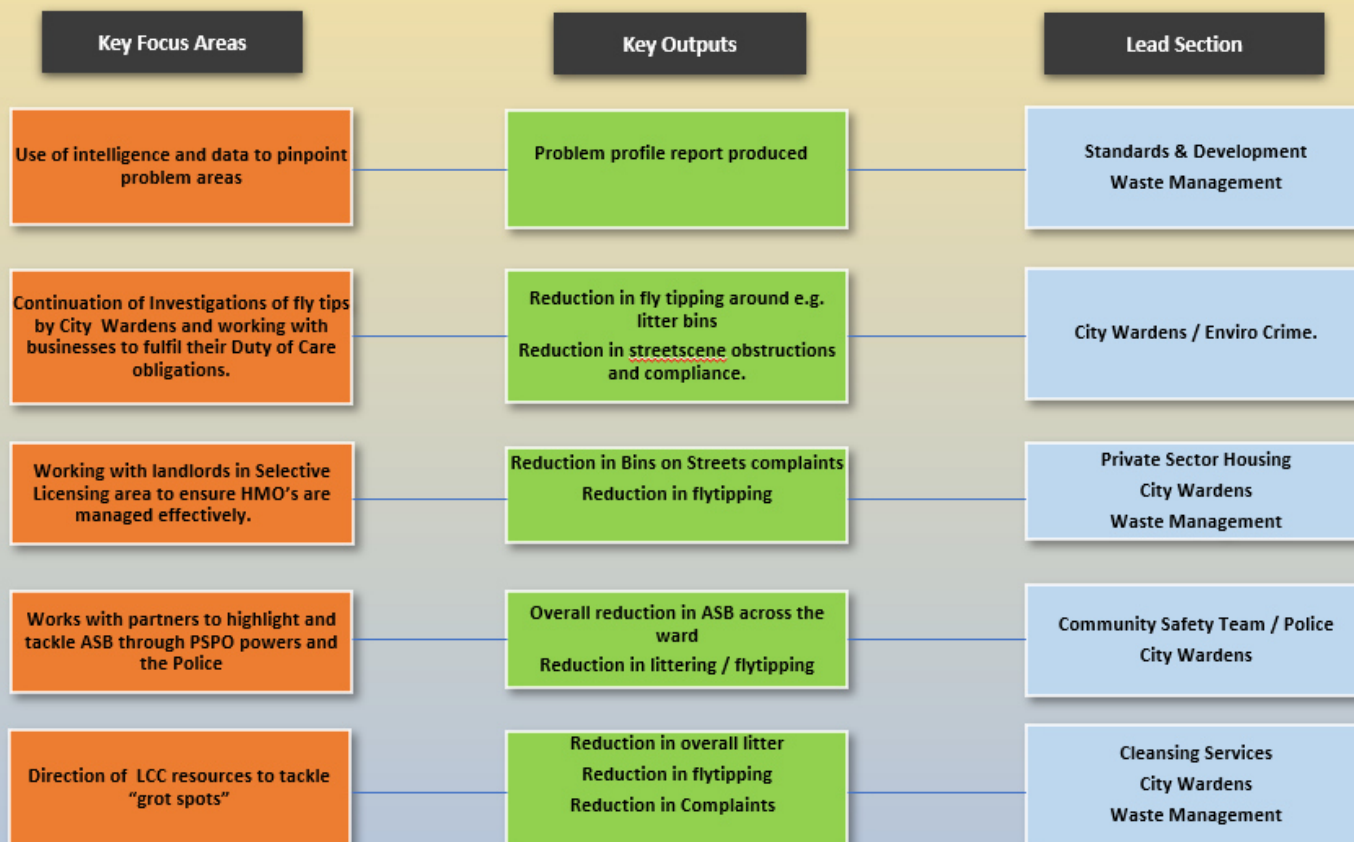 Key Focus Areas
Key Outputs
Lead Section
Use of intelligence and data to pinpoint
problem areas
Problem profile report produced
Standards & Development
Waste Management
Continuation of Investigations of fly tips
by City Wardens and working with
businesses to fulfil their Duty of Care
obligations.
Reduction in fly tipping around e.g.
litter bins
Reduction in streetscene obstructions
and compliance.
City Wardens / Enviro Crime.
Working with landlords in Selective
Licensing area to ensure HMO's are
managed effectively.
Reduction in Bins on Streets complaints
Reduction in flytipping
Private Sector Housing
City Wardens
Waste Management
Works with partners to highlight and
tackle ASB through PSPO powers and
the Police
Overall reduction in ASB across the
ward
Reduction in littering / flytipping
Community Safety Team / Police
City Wardens
Direction of LCC resources to tackle
“grot spots”
Reduction in overall litter
Reduction in flytipping
Reduction in Complaints
Cleansing Services
City Wardens
Waste Management